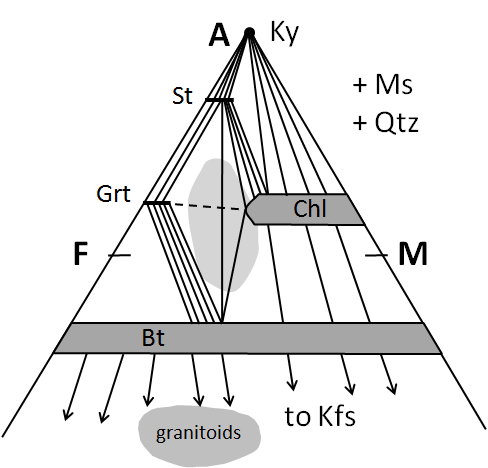 A Ky
St
+ Ms
+ Qtz
Grt
Chl
F M
Bt
to Kfs
granitoids